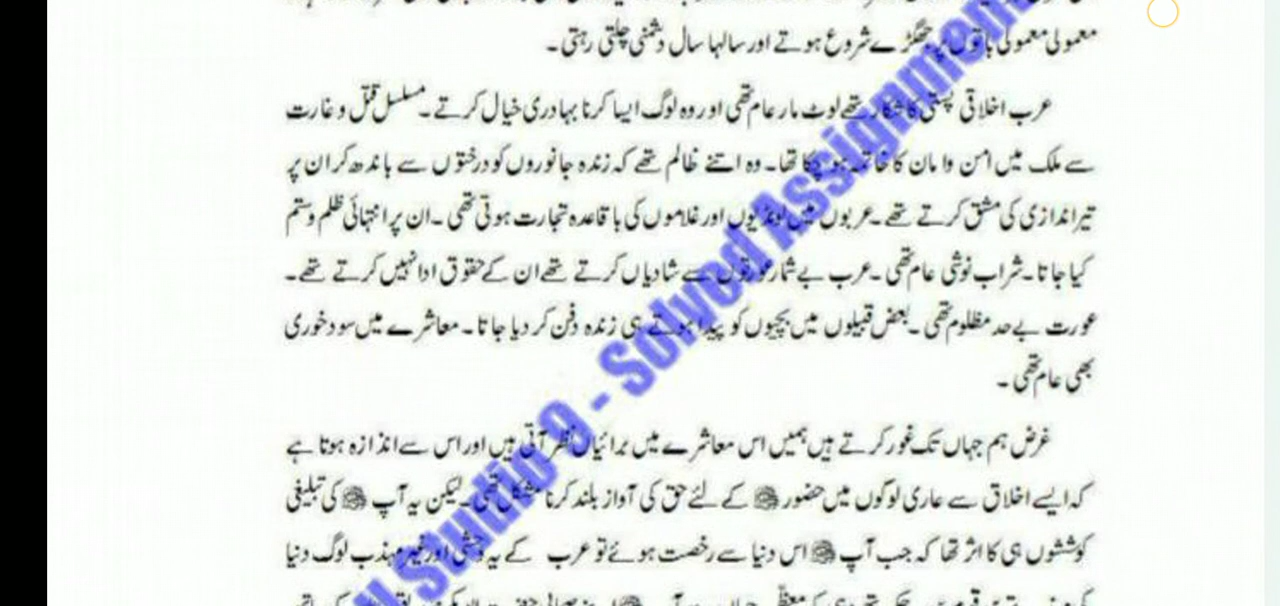 معمولی معمولی باتوں پر جھگڑے شروع ہوتے اور سالہا سال دشمنی چلتی رہتی۔
عرب اخلاقی پستی کا شکار تھے لوٹ مار عام تھی اور وہ لوگ ایسا کرنا بہادری خیال کرتے۔ مسلسل قتل و غارت
سے ملک میں امن و امان کا خاتمہ ہو چکا تھا۔ وہ اتنے ظالم تھے کہ زندہ جانوروں کو درختوں سے باندھ کر ان پر
تیر اندازی کی مشق کرتے تھے۔ عربوں میں لونڈیوں اور غلاموں کی باقاعدہ تجارت ہوتی تھی۔ ان پر انتہائی ظلم و ستم
کیا جاتا۔ شراب نوشی عام تھی۔ عرب بے شمار عورتوں سے شادیاں کرتے تھے ان کے حقوق ادا نہیں کرتے تھے۔
عورت بے حد مظلوم تھی۔ بعض قبیلوں میں بچیوں کو پیدا ہوتے ہی زندہ دفن کر دیا جاتا۔ معاشرے میں سود خوری
بھی عام تھی۔
غرض ہم جہاں تک غور کرتے ہیں ہمیں اس معاشرے میں برائیاں نظر آتی ہیں اور اس سے اندازہ ہوتا ہے
کہ ایسے اخلاق سے عاری لوگوں میں حضور ﷺ کے لئے حق کی آواز بلند کرنا مشکل تھی۔ لیکن یہ آپ ﷺ کی تبلیغی
کوششوں ہی کا اثر تھا کہ جب آپ ﷺ اس دنیا سے رخصت ہوئے تو عرب کے یہ وحشی اور غیر مہذب لوگ دنیا
Studio 9 - Solved Assignment